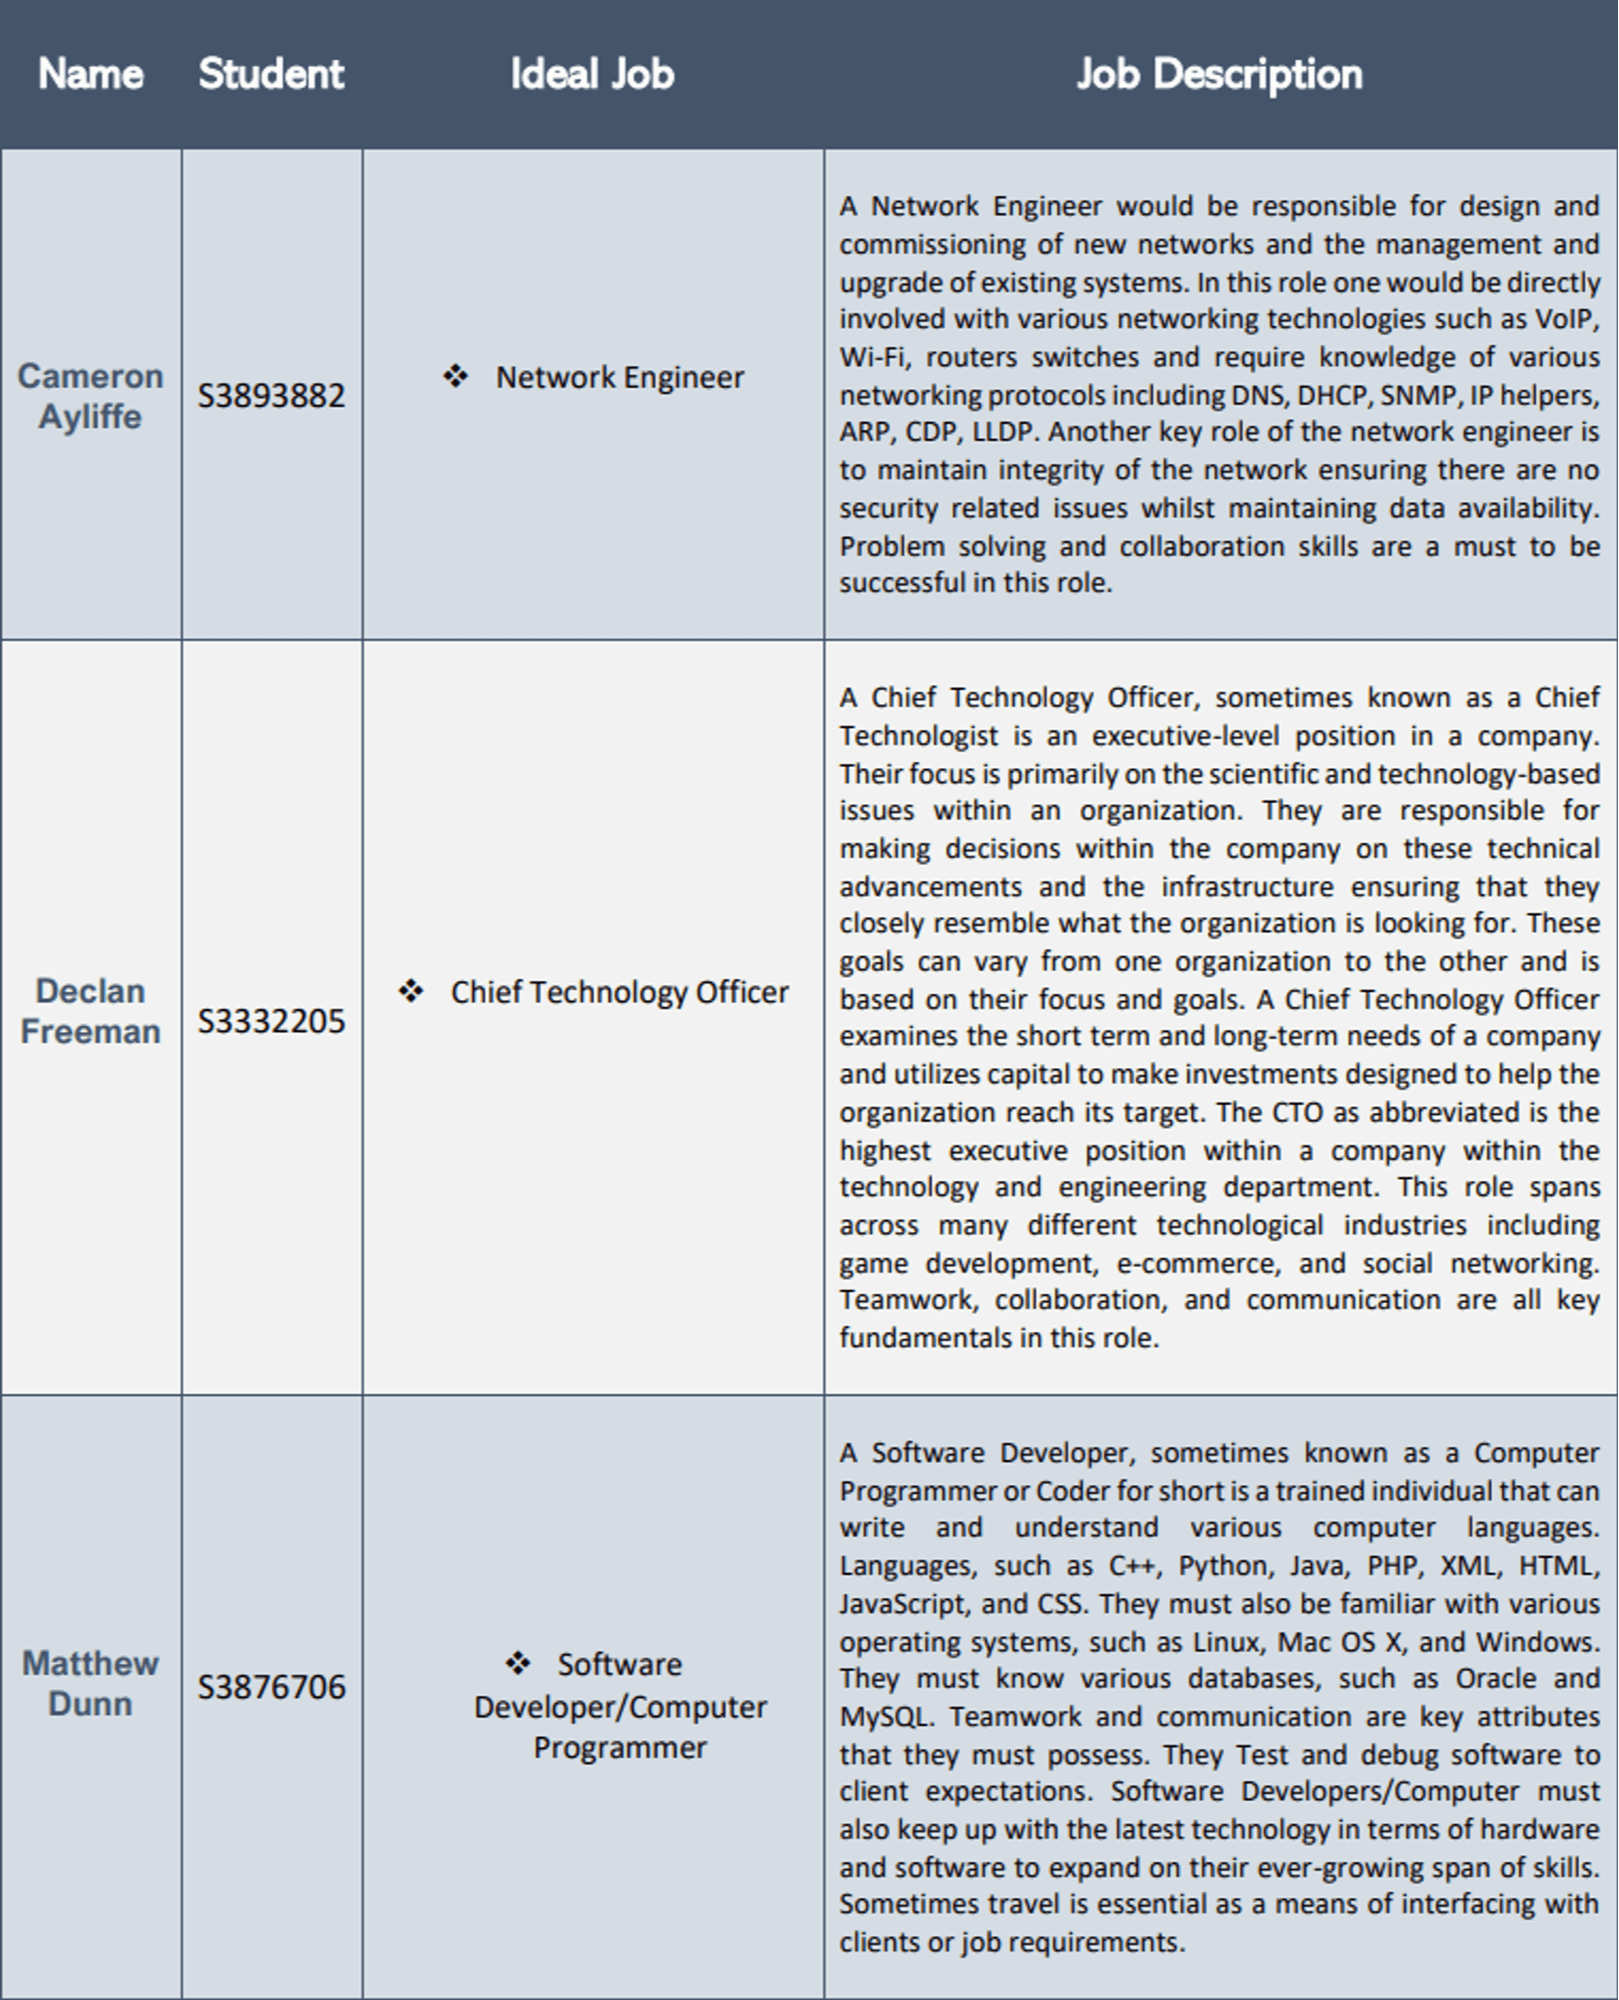 Name Student Ideal Job Job Description
Cameron
Ayliffe
S3893882
❖ Network Engineer
A Network Engineer would be responsible for design and
commissioning of new networks and the management and
upgrade of existing systems. In this role one would be directly
involved with various networking technologies such as VoIP,
Wi-Fi, routers switches and require knowledge of various
networking protocols including DNS, DHCP, SNMP, IP helpers,
ARP, CDP, LLDP. Another key role of the network engineer is
to maintain integrity of the network ensuring there are no
security related issues whilst maintaining data availability.
Problem solving and collaboration skills are a must to be
successful in this role.
Declan
Freeman
S3332205
❖ Chief Technology Officer
A Chief Technology Officer, sometimes known as a Chief
Technologist is an executive-level position in a company.
Their focus is primarily on the scientific and technology-based
issues within an organization. They are responsible for
making decisions within the company on these technical
advancements and the infrastructure ensuring that they
closely resemble what the organization is looking for. These
goals can vary from one organization to the other and is
based on their focus and goals. A Chief Technology Officer
examines the short term and long-term needs of a company
and utilizes capital to make investments designed to help the
organization reach its target. The CTO as abbreviated is the
highest executive position within a company within the
technology and engineering department. This role spans
across many different technological industries including
game development, e-commerce, and social networking.
Teamwork, collaboration, and communication are all key
fundamentals in this role.
Matthew
Dunn
S3876706
❖ Software
Developer/Computer
Programmer
A Software Developer, sometimes known as a Computer
Programmer or Coder for short is a trained individual that can
write and understand various computer languages.
Languages, such as C++, Python, Java, PHP, XML, HTML,
JavaScript, and CSS. They must also be familiar with various
operating systems, such as Linux, Mac OS X, and Windows.
They must know various databases, such as Oracle and
MySQL. Teamwork and communication are key attributes
that they must possess. They Test and debug software to
client expectations. Software Developers/Computer must
also keep up with the latest technology in terms of hardware
and software to expand on their ever-growing span of skills.
Sometimes travel is essential as a means of interfacing with
clients or job requirements.